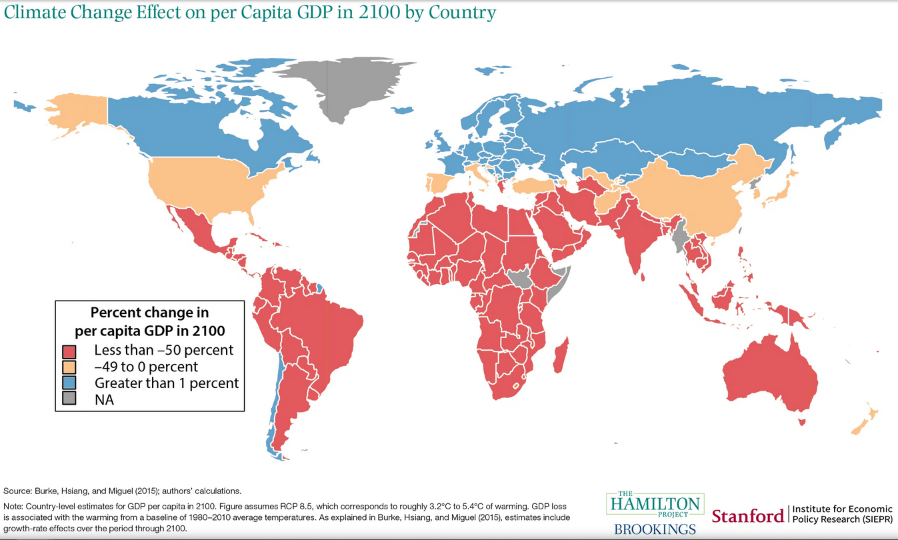 Climate Change Effect on per Capita GDP in 2100 by Country
Percent change in
per capita GDP in 2100
Less than –50 percent
–49 to 0 percent
Greater than 1 percent
NA
Source: Burke, Hsiang, and Miguel (2015); authors' calculations.
Note: Country-level estimates for GDP per capita in 2100. Figure assumes RCP 8.5, which corresponds to roughly 3.2°C to 5.4°C of warming. GDP loss
is associated with the warming from a baseline of 1980–2010 average temperatures. As explained in Burke, Hsiang, and Miguel (2015), estimates include
growth-rate effects over the period through 2100.
THE
HAMILTON
PROJECT
BROOKINGS
Stanford
Institute for Economic
Policy Research (SIEPR)